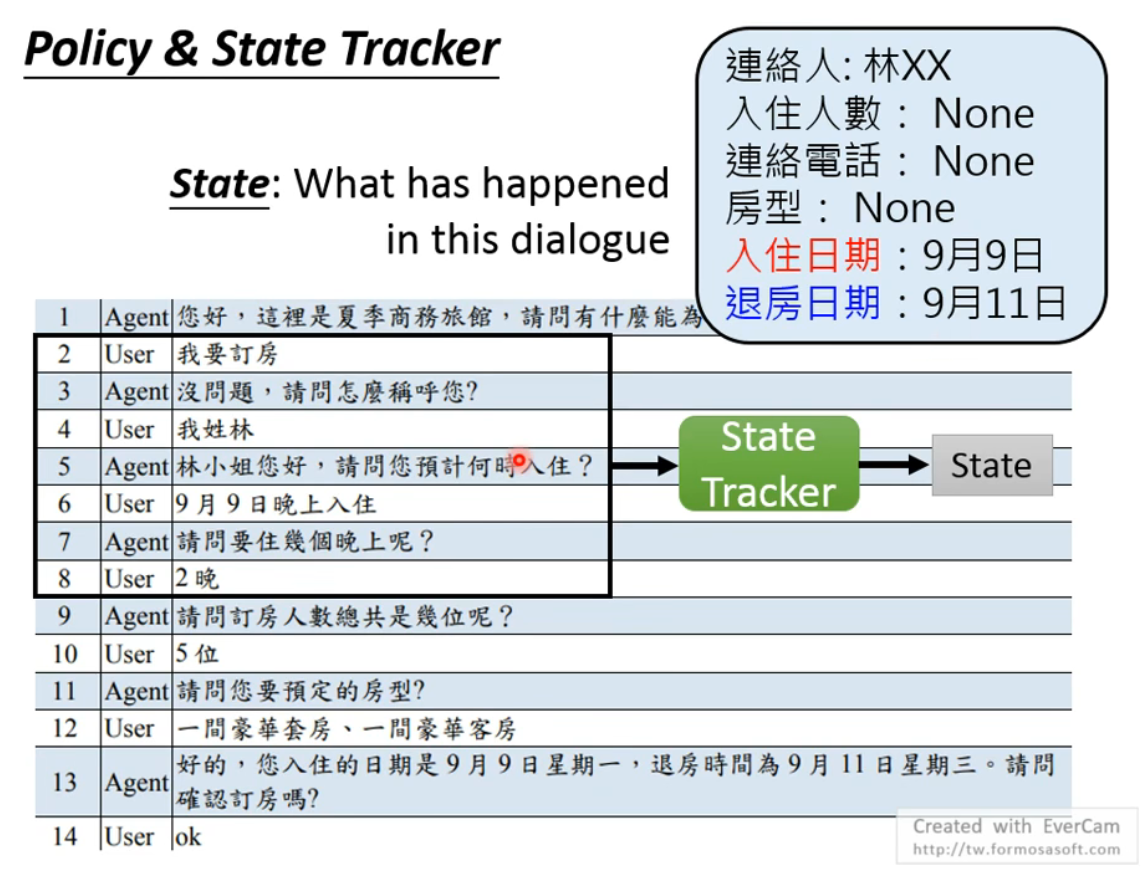 Policy & State Tracker
連絡人: 林XX
入住人數： None
連絡電話： None
房型： None
入住日期：9月9日
退房日期：9月11日
State: What has happened
in this dialogue
1 Agent 您好，這裡是夏季商務旅館，請問有什麼能為
2 User 我要訂房
3 Agent 沒問題，請問怎麼稱呼您?
4 User 我姓林
5 Agent 林小姐您好，請問您預計何時入住？
6 User 9月9日晚上入住
7 Agent 請問要住幾個晚上呢？
8 User 2晚
State
Tracker
State
9 Agent 請問訂房人數總共是幾位呢？
10 User 5位
11 Agent 請問您要預定的房型?
12 User 一間豪華套房、一間豪華客房
13 Agent 好的，您入住的日期是9月9日星期一，退房時間為9月11日星期三。請問
確認訂房嗎?
14 User ok
Created with EverCam
http://tw.formosasoft.com